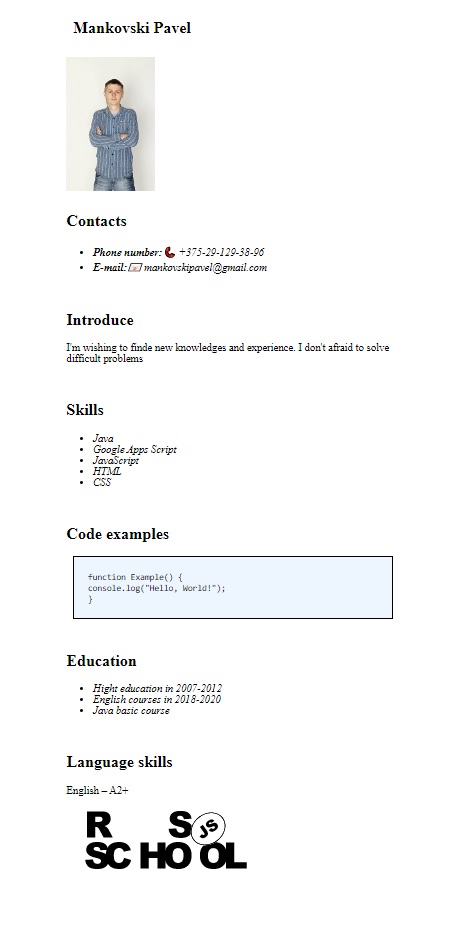 Mankovski Pavel
Contacts
Phone number: 📞 +375-29-129-38-96
E-mail: 📧 mankovskipavel@gmail.com
Introduce
I'm wishing to finde new knowledges and experience. I don't afraid to solve
difficult problems
Skills
Java
Google Apps Script
JavaScript
HTML
CSS
Code examples
function Example() {
console.log("Hello, World!");
}
Education
Hight education in 2007-2012
English courses in 2018-2020
Java basic course
Language skills
English – A2+
R S JS
SCHOOL